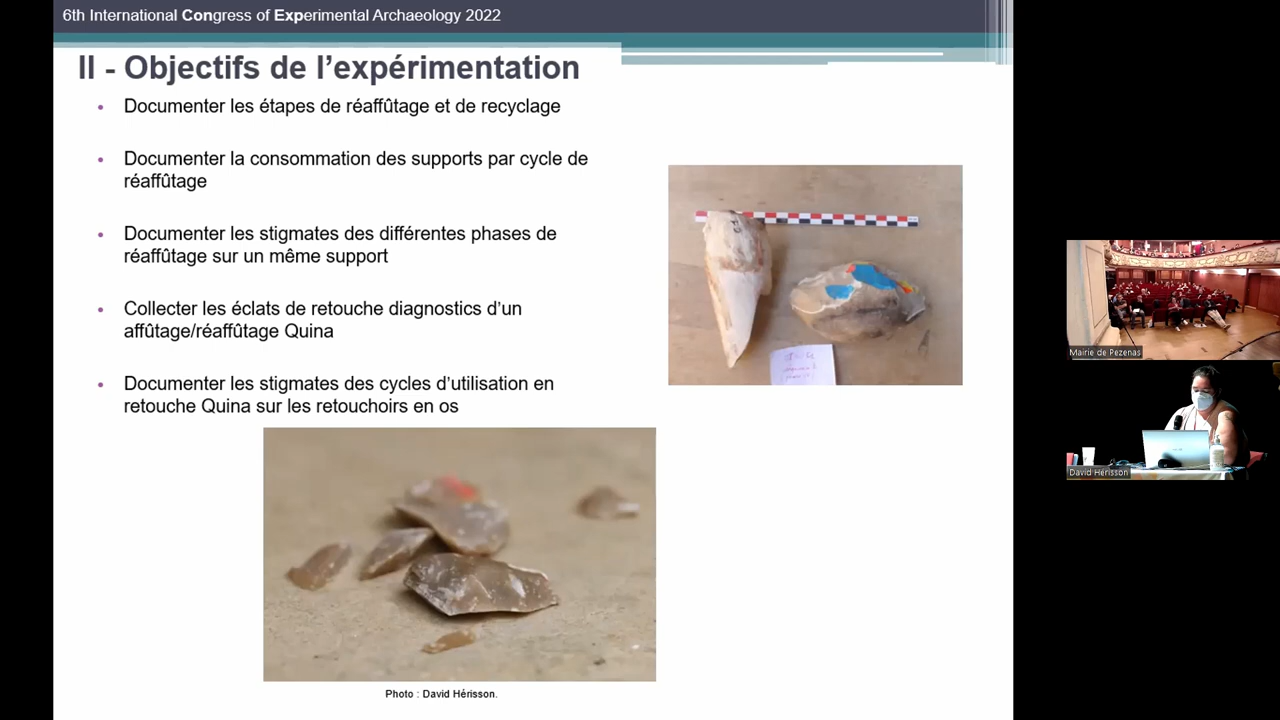 6th International Congress of Experimental Archaeology 2022
II - Objectifs de l’expérimentation
• Documenter les étapes de réaffûtage et de recyclage
• Documenter la consommation des supports par cycle de
réaffûtage
• Documenter les stigmates des différentes phases de
réaffûtage sur un même support
• Collecter les éclats de retouche diagnostics d’un
affûtage/réaffûtage Quina
• Documenter les stigmates des cycles d’utilisation en
retouche Quina sur les retouchoirs en os
Photo : David Hérisson.
Mairie de Pezenas
David Hérisson